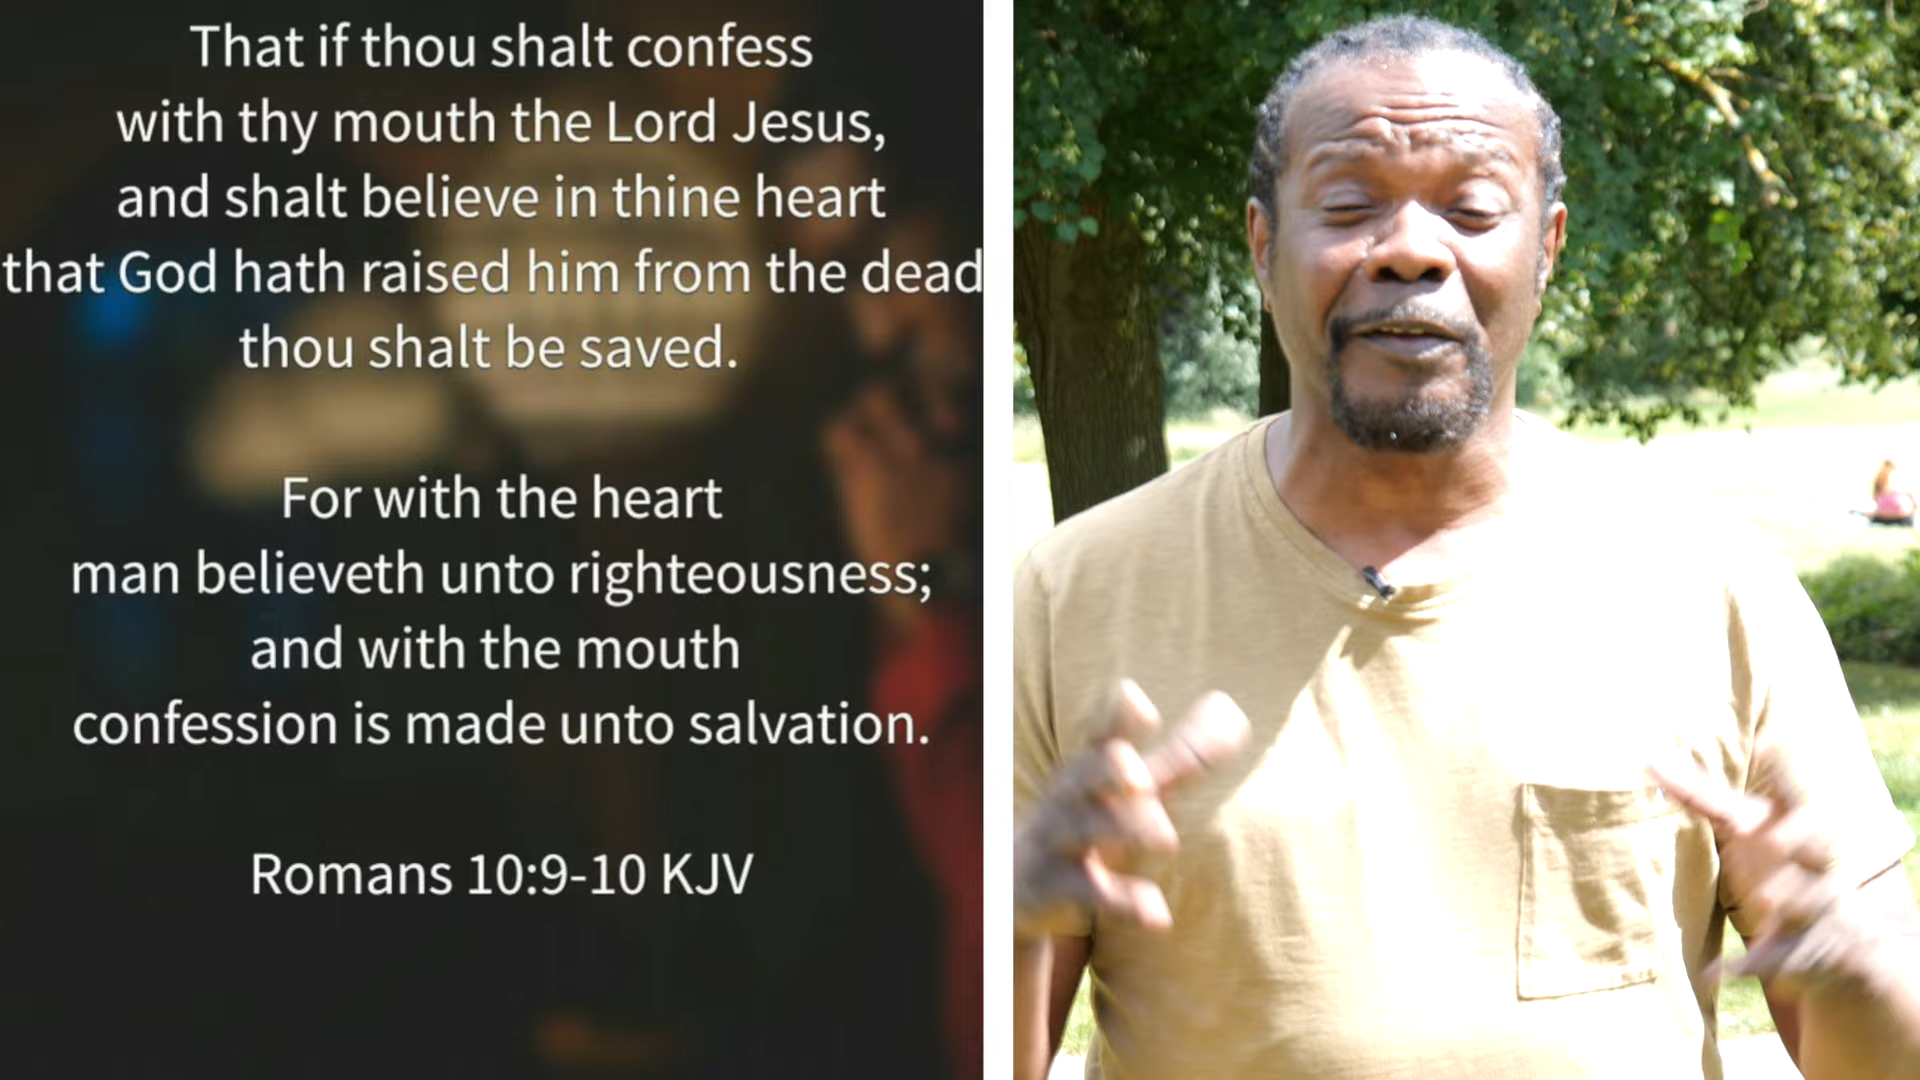 That if thou shalt confess
with thy mouth the Lord Jesus,
and shalt believe in thine heart
that God hath raised him from the dead
thou shalt be saved.
For with the heart
man believeth unto righteousness;
and with the mouth
confession is made unto salvation.
Romans 10:9-10 KJV